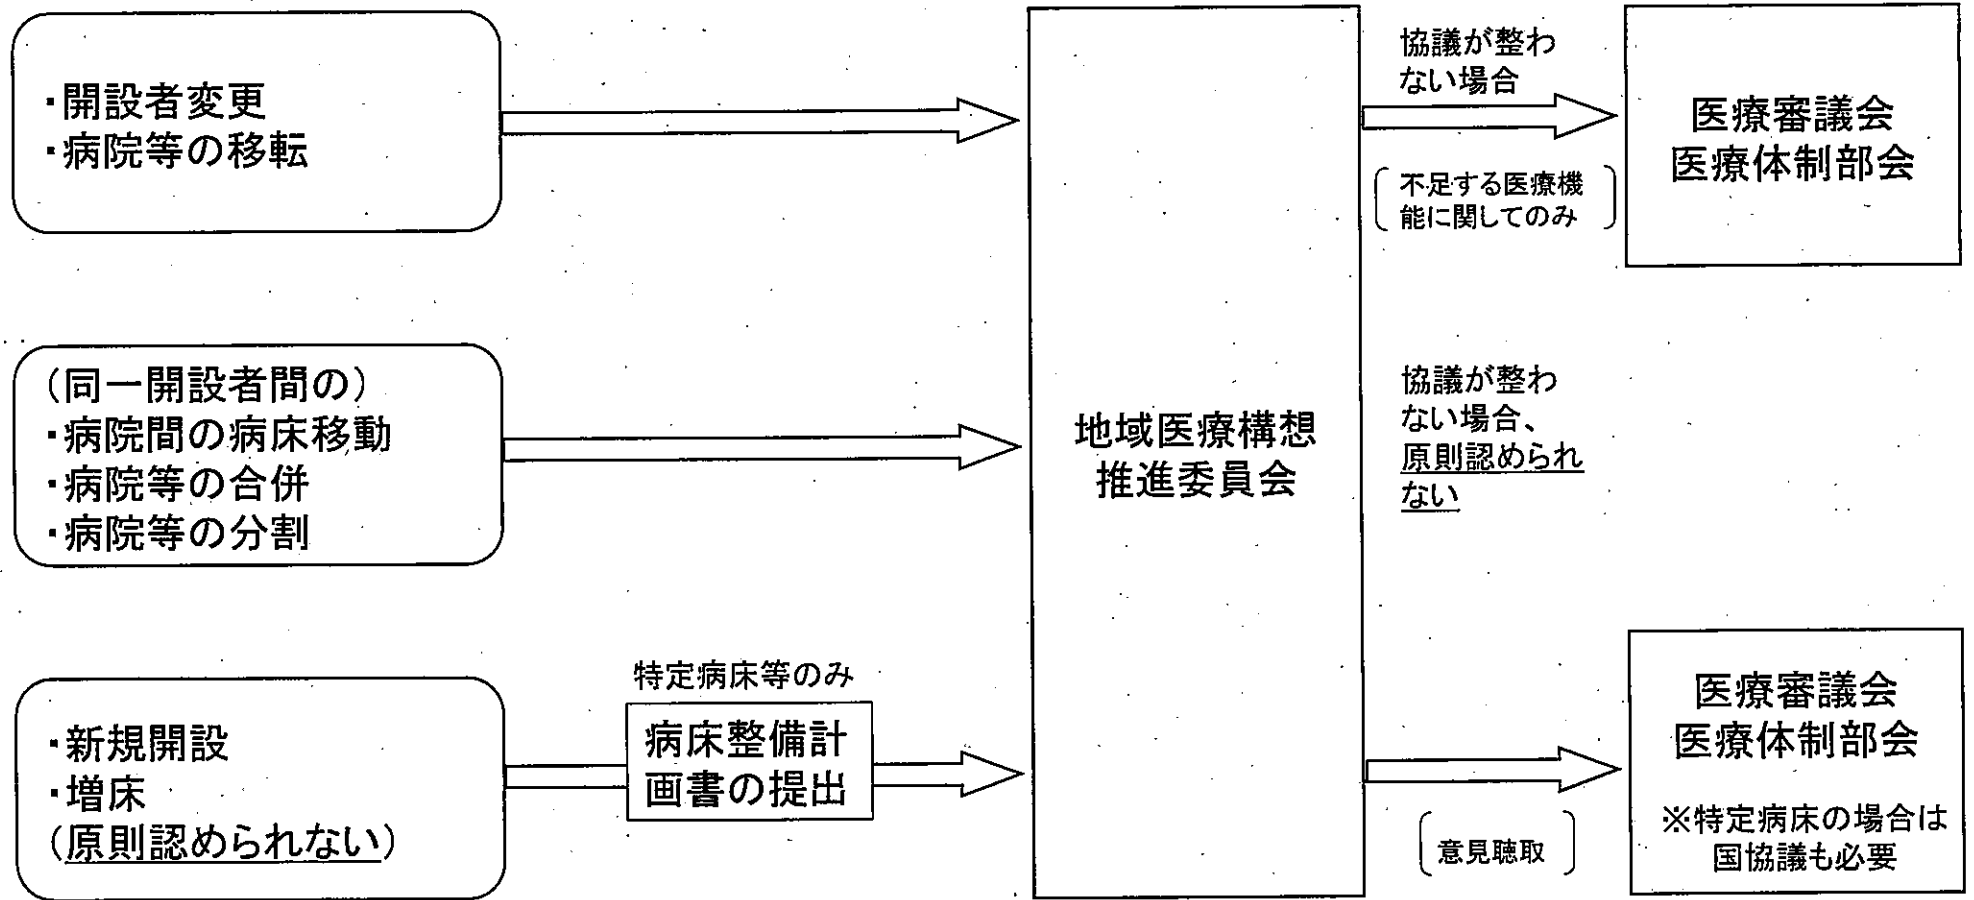 ・開設者変更
・病院等の移転
協議が整わ
ない場合
不足する医療機
能に関してのみ
医療審議会
医療体制部会
(同一開設者間の)
・病院間の病床移動
・病院等の合併
・病院等の分割
地域医療構想
推進委員会
協議が整わ
ない場合、
原則認められ
ない
・新規開設
・増床
(原則認められない)
特定病床等のみ
病床整備計
画書の提出
意見聴取
医療審議会
医療体制部会
※特定病床の場合は
国協議も必要